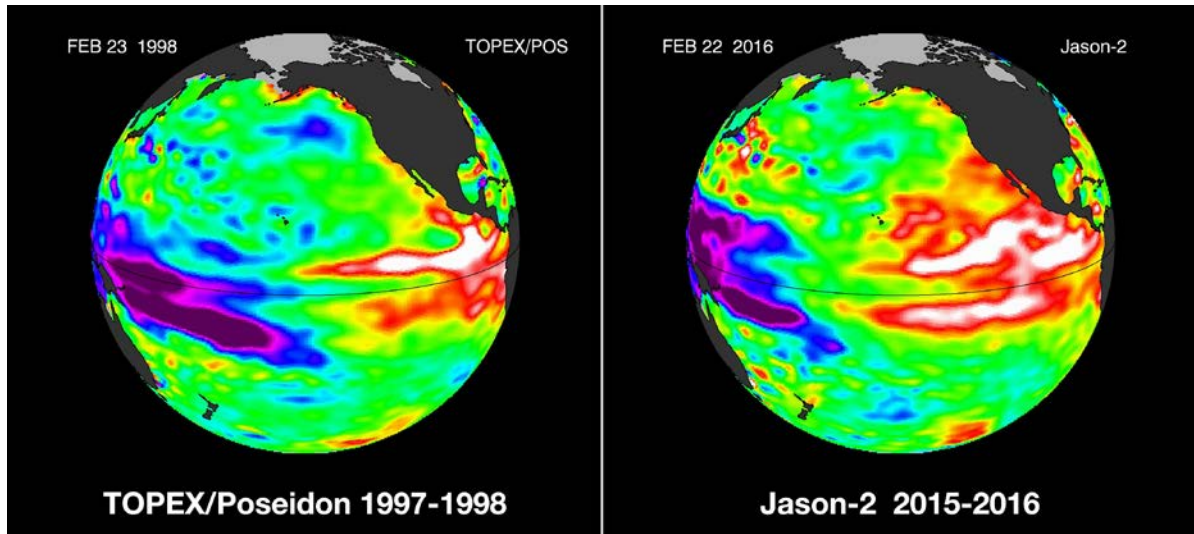 FEB 23 1998
TOPEX/POS
TOPEX/Poseidon 1997-1998
FEB 22 2016
Jason-2
Jason-2 2015-2016